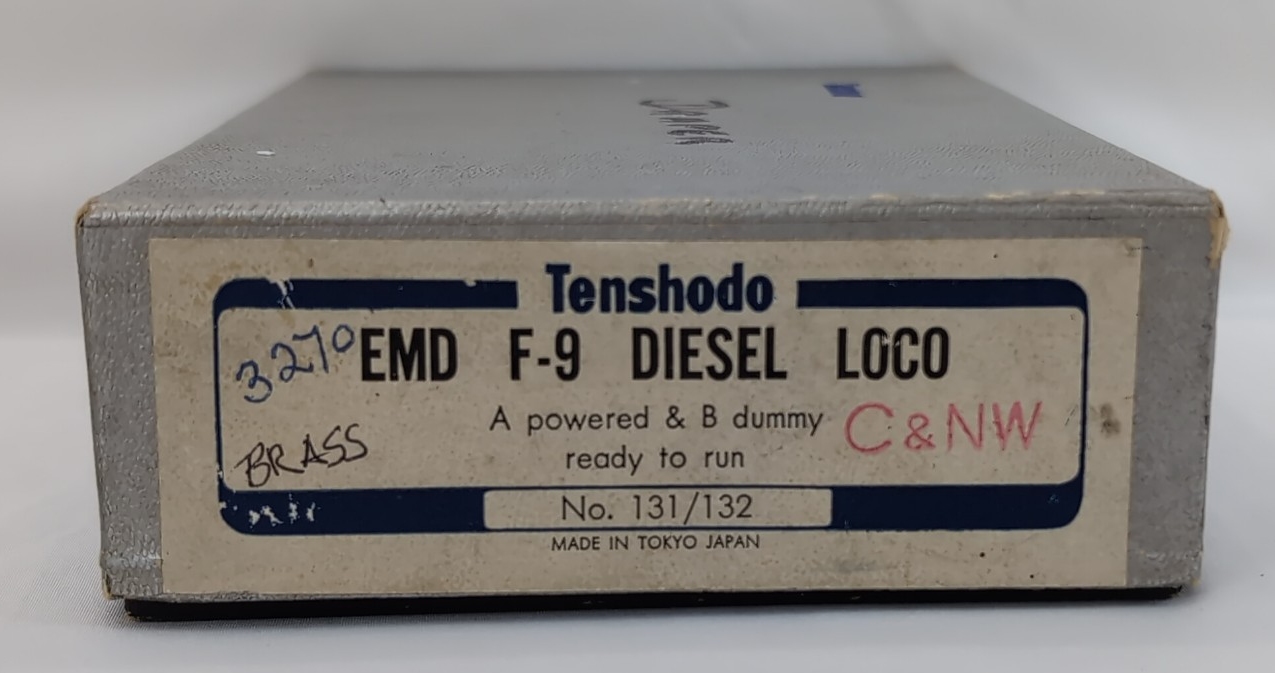 Tenshodo
3270
EMD F-9 DIESEL LOCO
A powered & B dummy
C&NW
ready to run
BRASS
No. 131/132
MADE IN TOKYO JAPAN